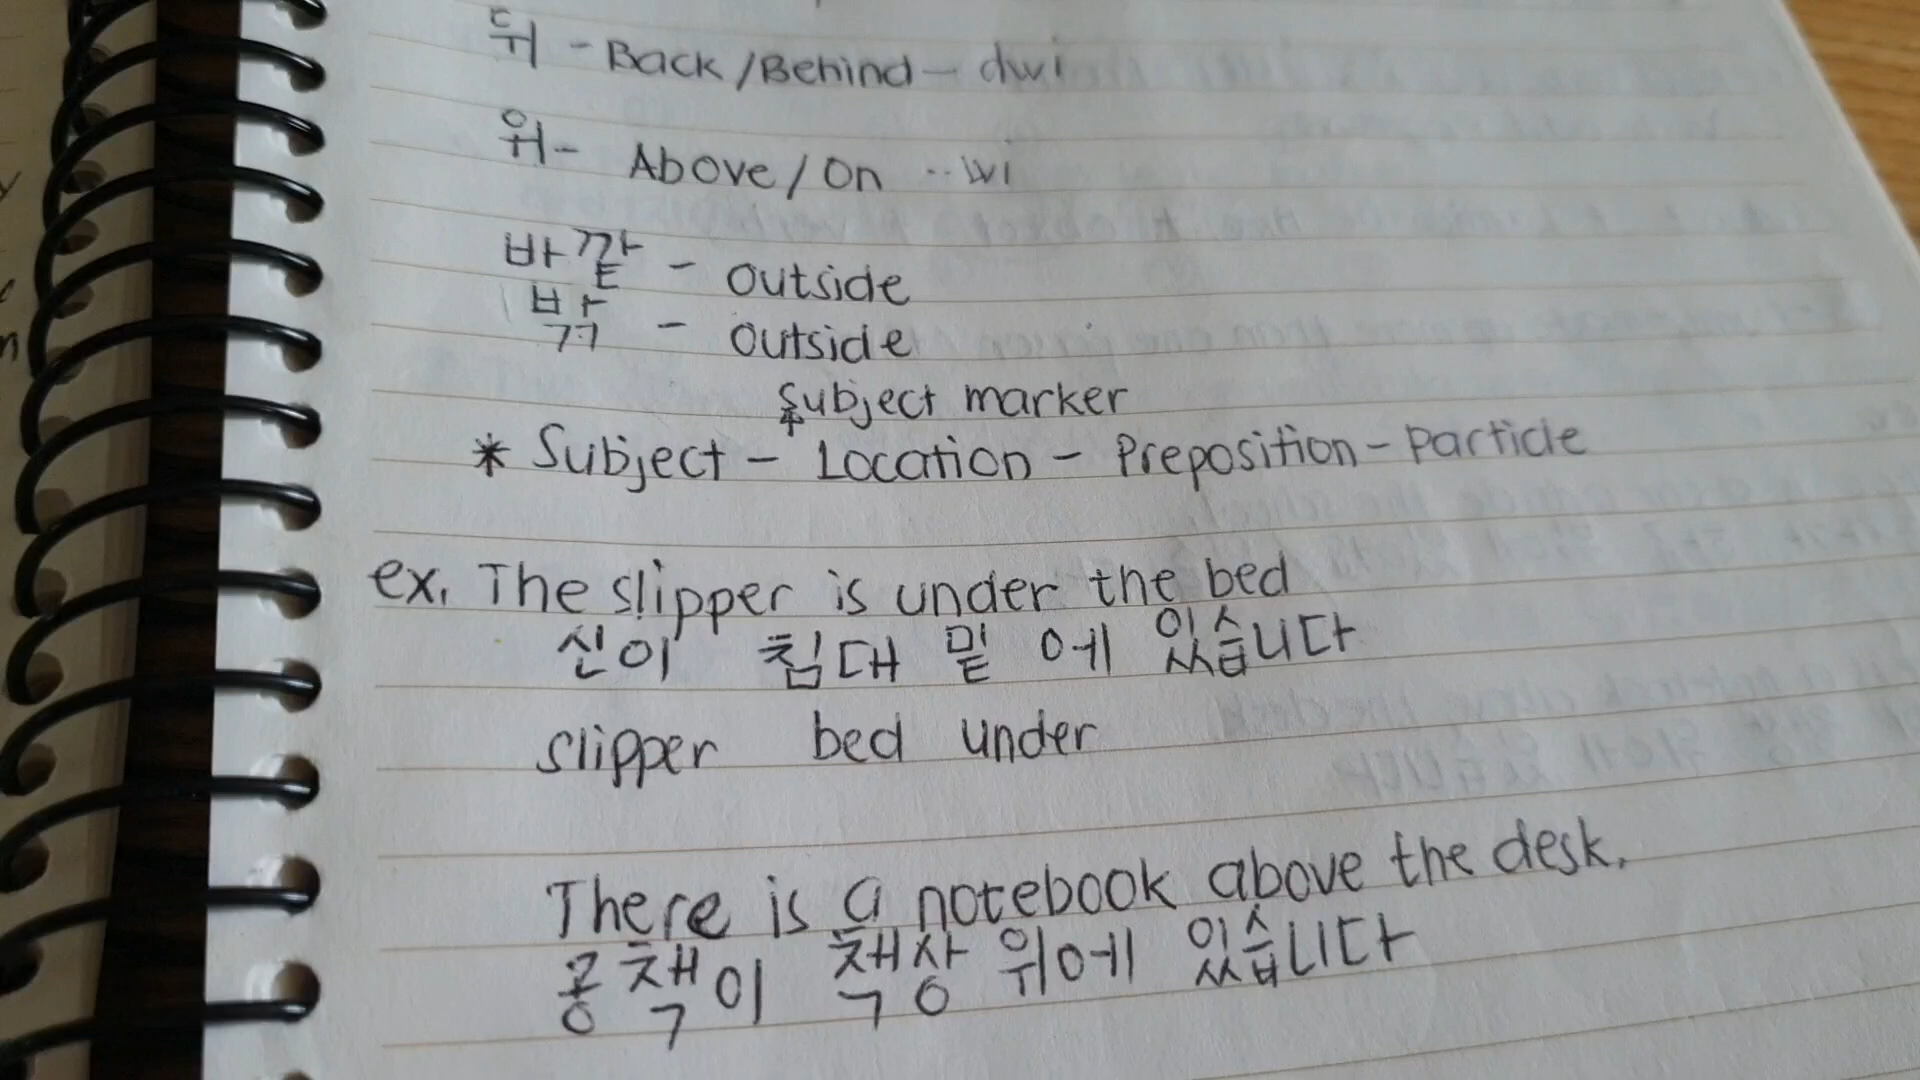 뒤 - Back/Behind - dwi
위 - Above/On -- wi
바깥 - outside
밖 - outside
Subject marker
* Subject - Location - Preposition - Particle
ex. The slipper is under the bed
신이 침대 밑에 있습니다
slipper bed under
There is a notebook above the desk.
공책이 책상 위에 있습니다